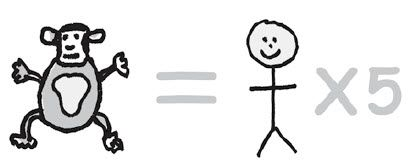 = X5